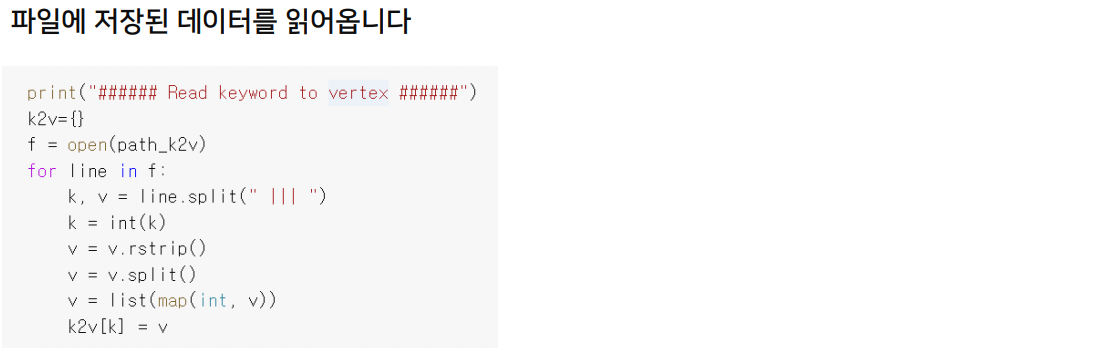 파일에 저장된 데이터를 읽어옵니다
print("###### Read keyword to vertex ######")
k2v={}
f = open(path_k2v)
for line in f:
    k, v = line.split(" ||| ")
    k = int(k)
    v = v.rstrip()
    v = v.split()
    v = list(map(int, v))
    k2v[k] = v